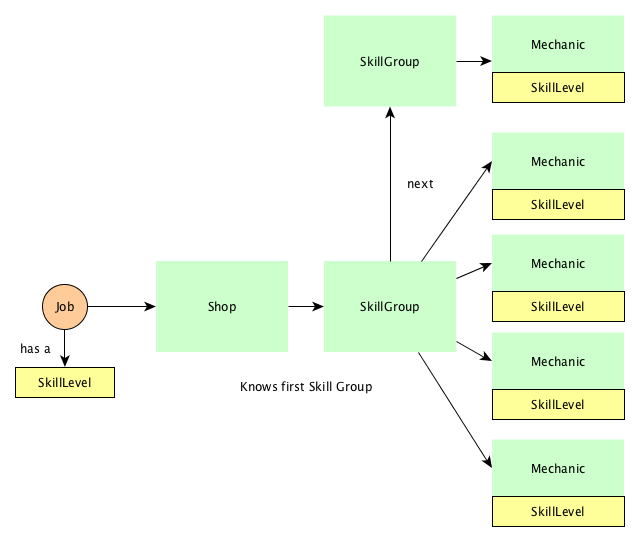 SkillGroup
Mechanic
SkillLevel
next
Mechanic
SkillLevel
Mechanic
SkillLevel
Job
Shop
SkillGroup
has a
SkillLevel
Knows first Skill Group
Mechanic
SkillLevel
Mechanic
SkillLevel